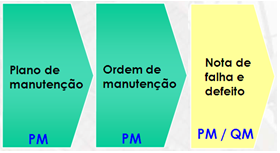 Plano de
manutenção
PM
Ordem de
manutenção
PM
Nota de
falha e
defeito
PM / QM